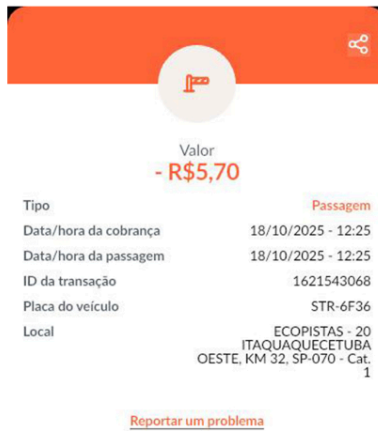 Valor
- R$5,70
Tipo Passagem
Data/hora da cobrança 18/10/2025 - 12:25
Data/hora da passagem 18/10/2025 - 12:25
ID da transação 1621543068
Placa do veículo STR-6F36
Local ECOPISTAS - 20
ITAQUAQUECETUBA
OESTE, KM 32, SP-070 - Cat.
1
Reportar um problema